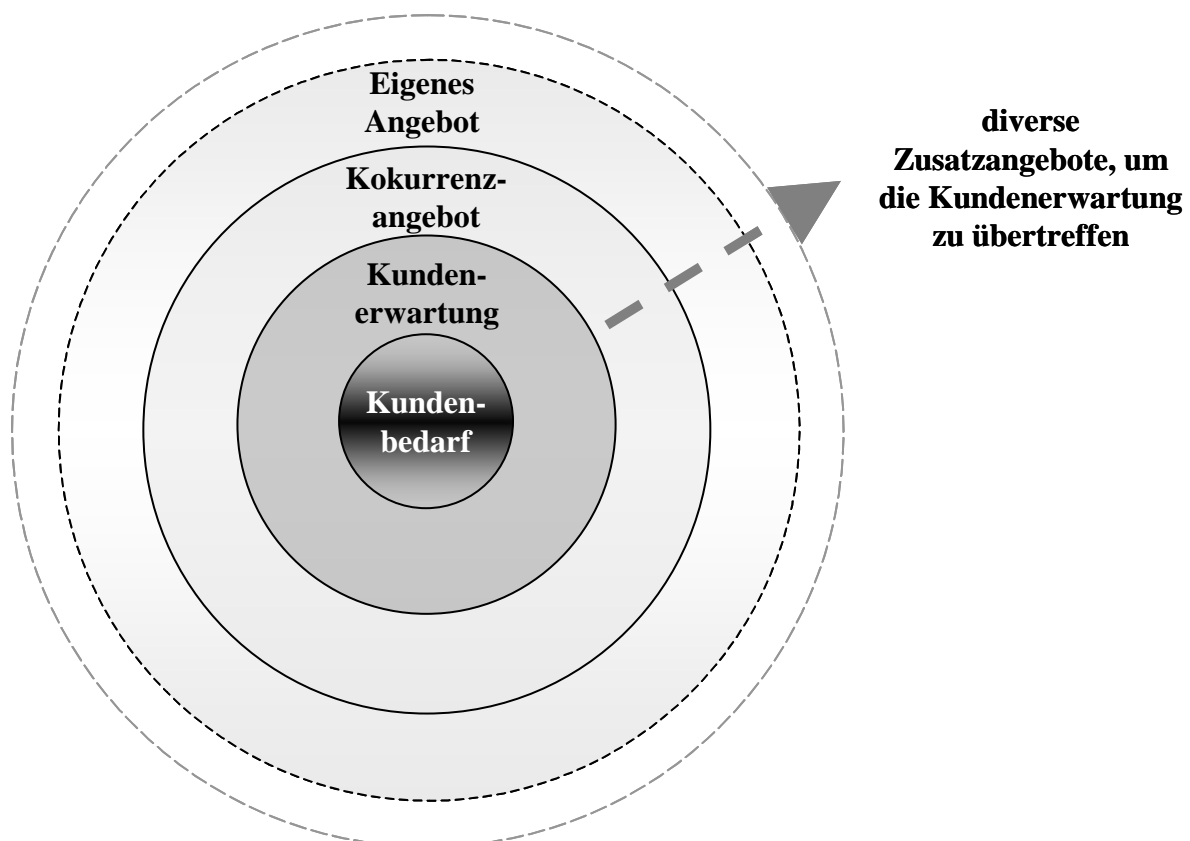 Eigenes
Angebot
Kokurrenz-
angebot
Kunden-
erwartung
Kunden-
bedarf
diverse
Zusatzangebote, um
die Kundenerwartung
zu übertreffen